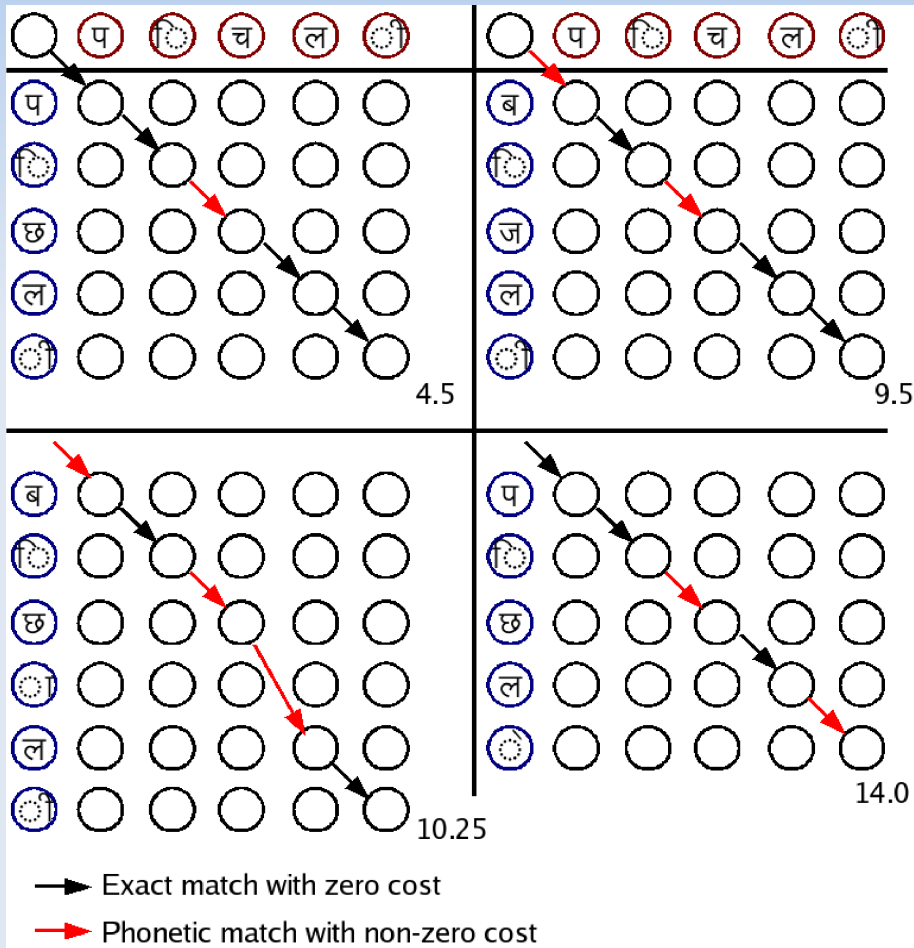 प ि च ल ी प ि च ल ी
प ब
ि ि
छ ज
ल ल
ी ी
4.5 9.5
ब प
ि ि
छ छ
ा ल
ल े
ी 14.0
10.25
Exact match with zero cost
Phonetic match with non-zero cost